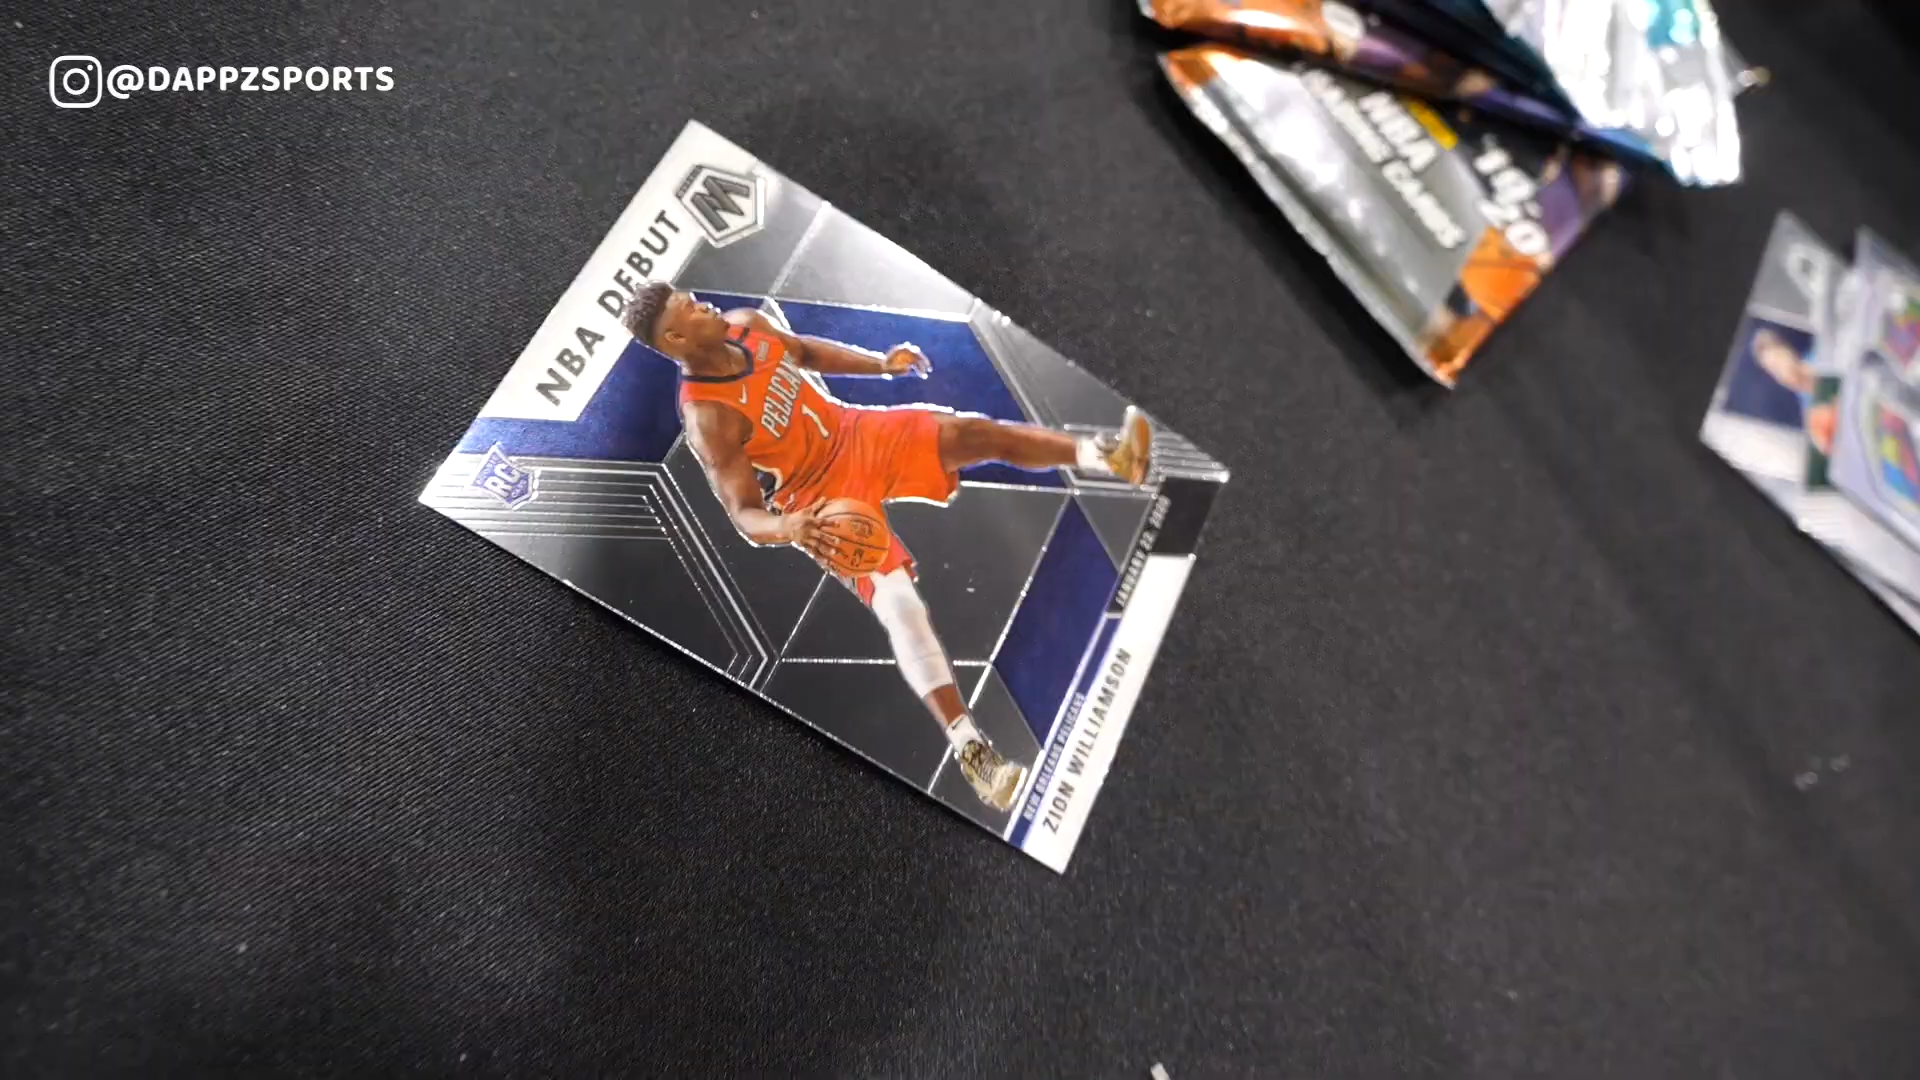 @DAPPZSPORTS
NBA DEBUT
MOSAIC
RC
PELICANS
1
JANUARY 22, 2020
NEW ORLEANS PELICANS
ZION WILLIAMSON
NBA
TRADING CARDS
19-20